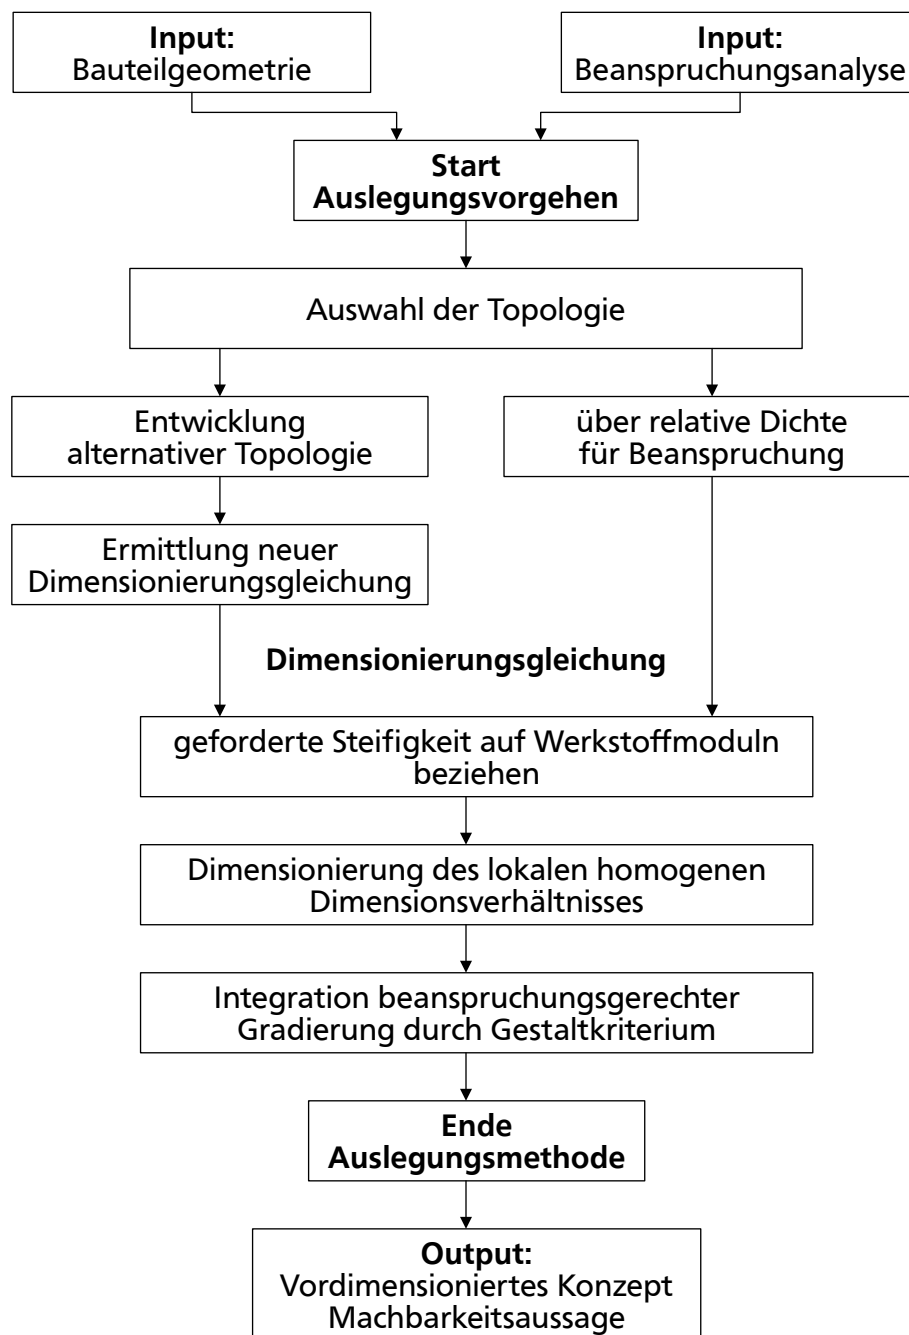 Input:
Bauteilgeometrie
Input:
Beanspruchungsanalyse
Start
Auslegungsvorgehen
Auswahl der Topologie
Entwicklung
alternativer Topologie
über relative Dichte
für Beanspruchung
Ermittlung neuer
Dimensionierungsgleichung
Dimensionierungsgleichung
geforderte Steifigkeit auf Werkstoffmoduln
beziehen
Dimensionierung des lokalen homogenen
Dimensionsverhältnisses
Integration beanspruchungsgerechter
Gradierung durch Gestaltkriterium
Ende
Auslegungsmethode
Output:
Vordimensioniertes Konzept
Machbarkeitsaussage